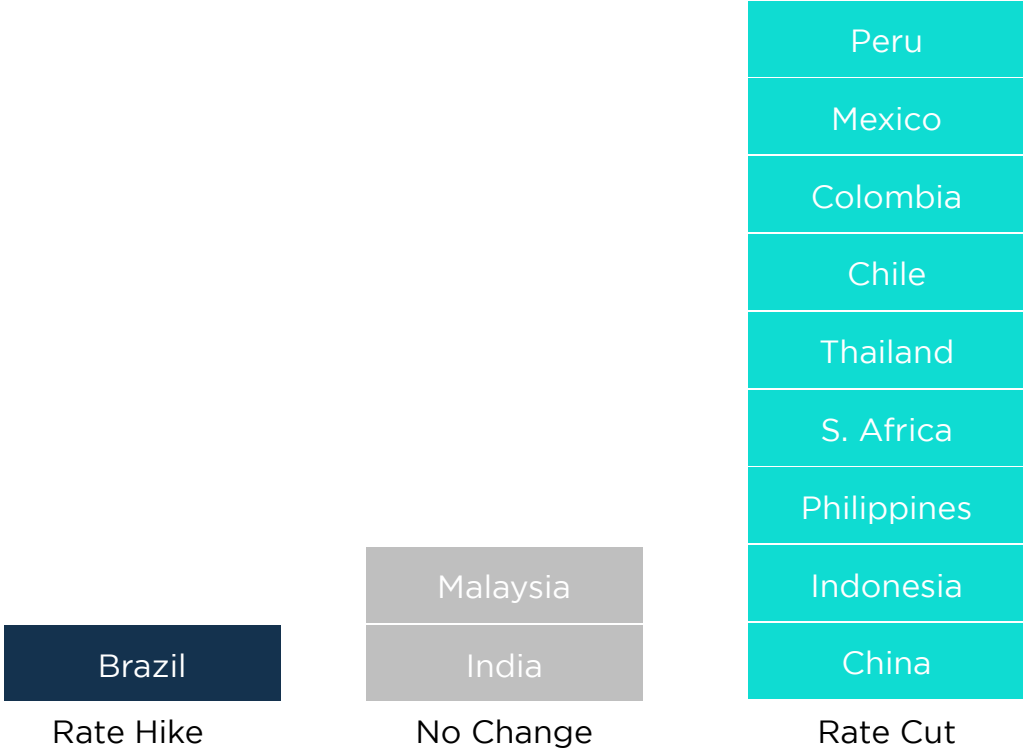 Peru
Mexico
Colombia
Chile
Thailand
S. Africa
Philippines
Malaysia
Indonesia
Brazil
India
China
Rate Hike
No Change
Rate Cut